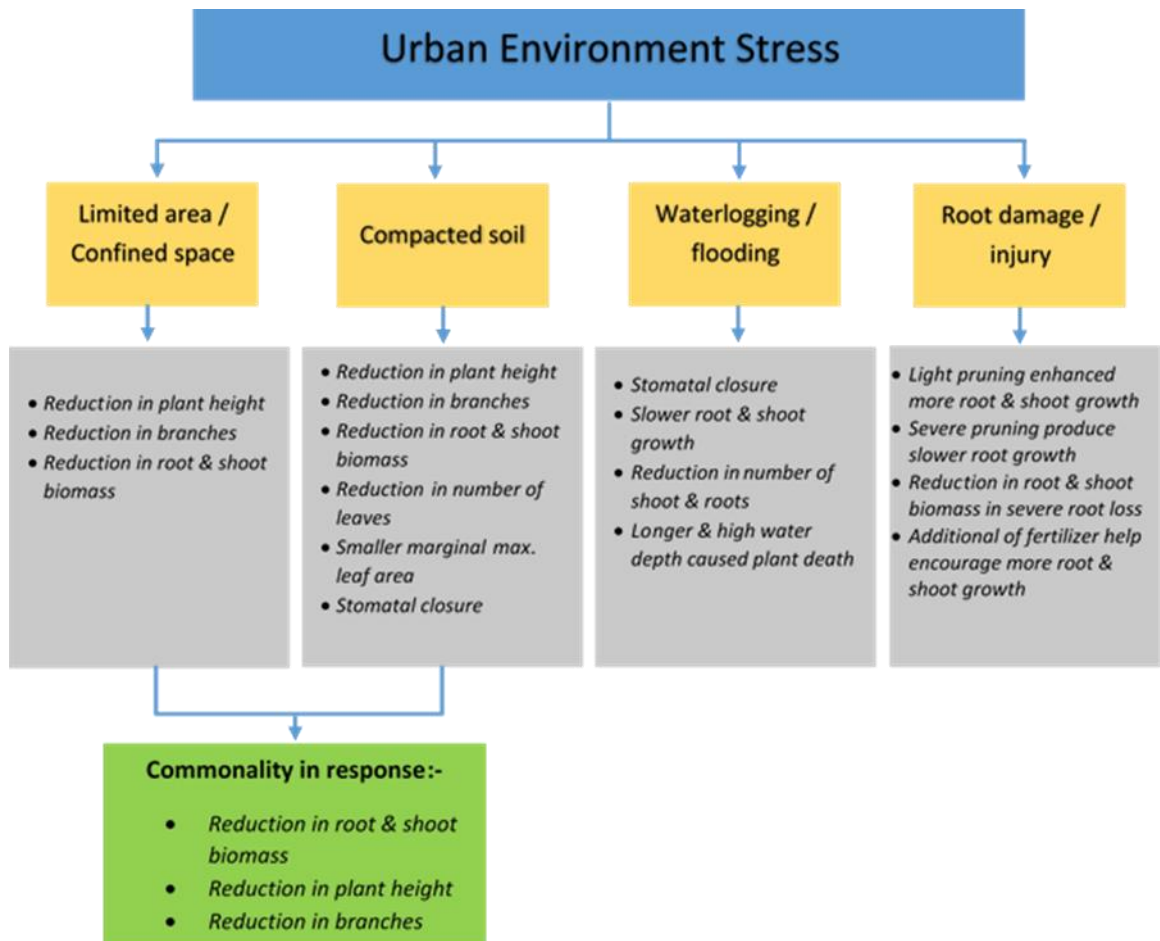 Urban Environment Stress
Limited area /
Confined space
Compacted soil
Waterlogging /
flooding
Root damage /
injury
• Reduction in plant height
• Reduction in branches
• Reduction in root & shoot
biomass
• Reduction in plant height
• Reduction in branches
• Reduction in root & shoot
biomass
• Reduction in number of
leaves
• Smaller marginal max.
leaf area
• Stomatal closure
• Stomatal closure
• Slower root & shoot
growth
• Reduction in number of
shoot & roots
• Longer & high water
depth caused plant death
• Light pruning enhanced
more root & shoot growth
• Severe pruning produce
slower root growth
• Reduction in root & shoot
biomass in severe root loss
• Additional of fertilizer help
encourage more root &
shoot growth
Commonality in response:-
• Reduction in root & shoot
biomass
• Reduction in plant height
• Reduction in branches